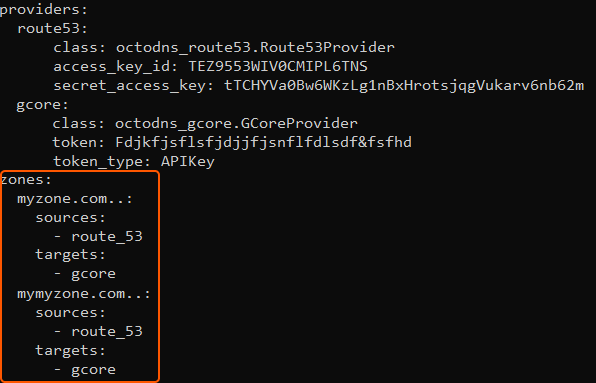 providers:
  route53:
      class: octodns_route53.Route53Provider
      access_key_id: TEZ9553WIV0CMIPL6TNS
      secret_access_key: tTCHYVa0Bw6WKzLg1nBxHrotsjqgVukarv6nb62m
  gcore:
      class: octodns_gcore.GCoreProvider
      token: Fdjkfjsflsfjdjjfjsnflfdlsdf&fsfhd
      token_type: APIKey
zones:
  myzone.com..:
    sources:
      - route_53
    targets:
      - gcore
  mymyzone.com..:
    sources:
      - route_53
    targets:
      - gcore